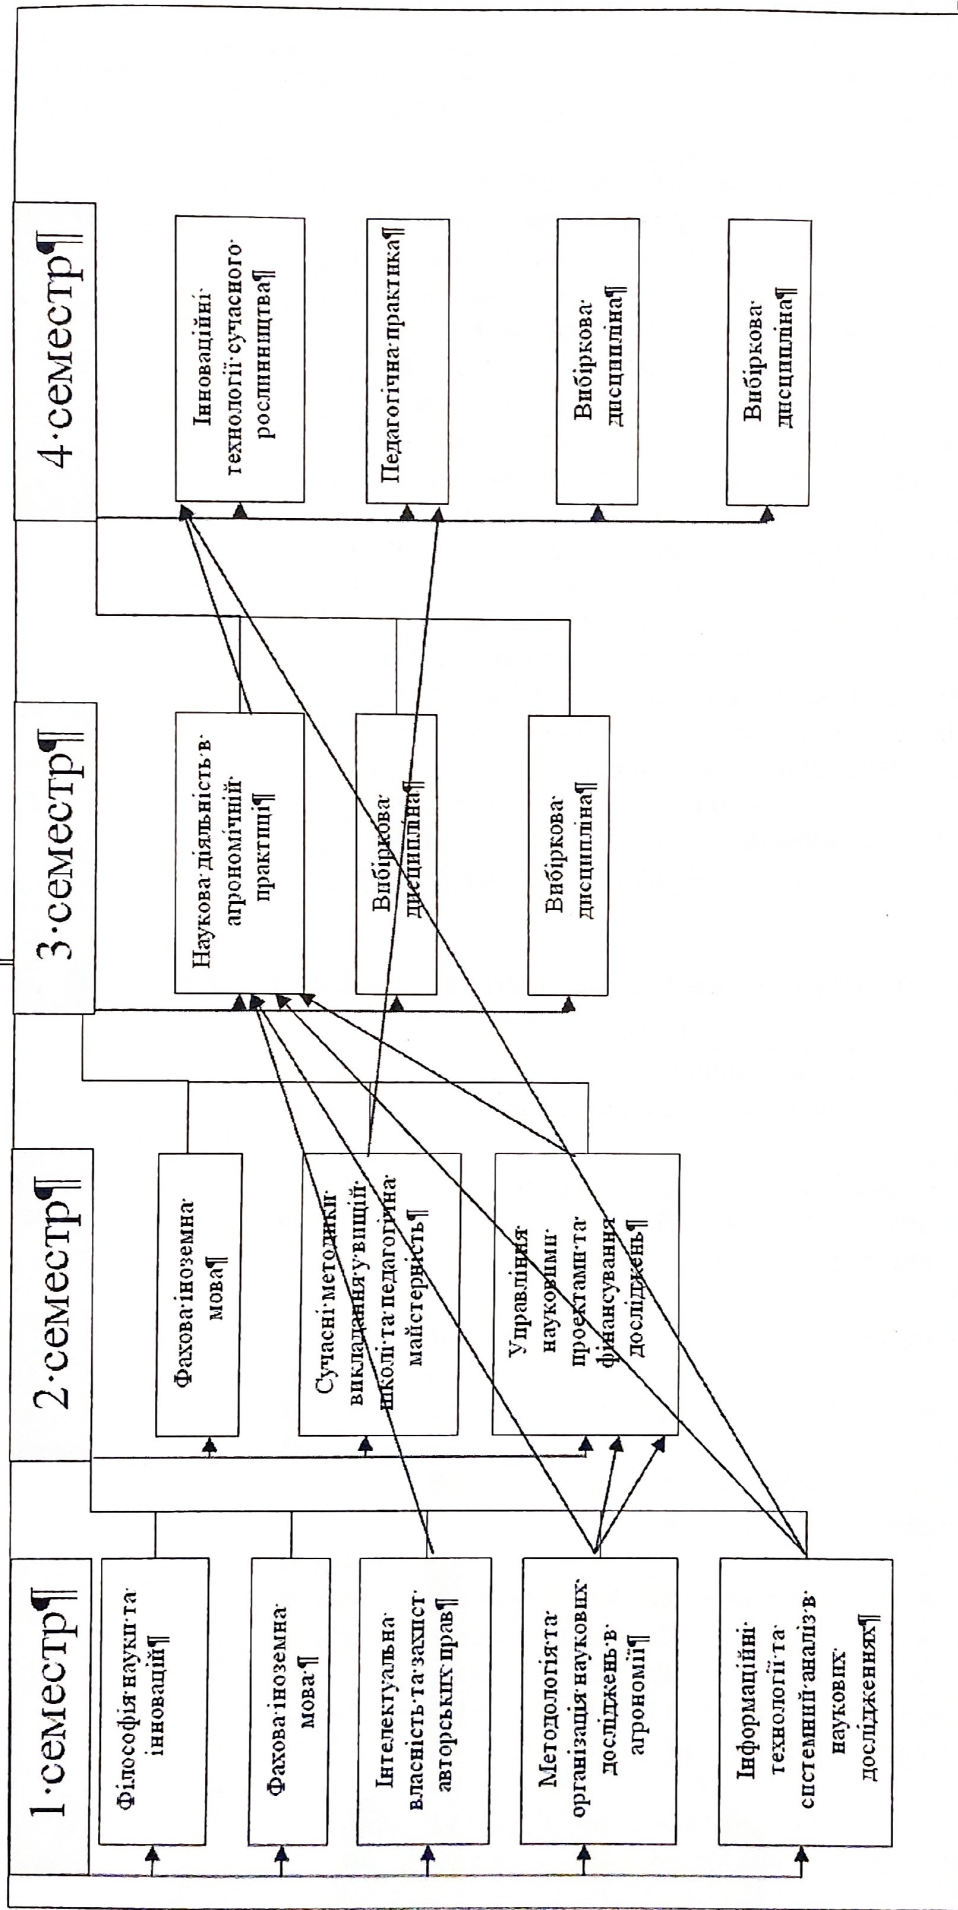 1·семестр¶
Філософія·науки·та·
інновацій¶
Фахова·іноземна·
мова·¶
Інтелектуальна·
власність·та·захист·
авторських·прав¶
Методологія·та·
організація·наукових·
досліджень·в·
агрономії¶
Інформаційні·
технології·та·
системний·аналіз·в·
наукових·
дослідженнях¶
2·семестр¶
Фахова·іноземна·
мова¶
Сучасні·методики·
викладання·у·вищій·
школі·та·педагогічна·
майстерність¶
Управління·
науковими·
проектами·та·
фінансування·
досліджень¶
3·семестр¶
Наукова·діяльність·в·
агрономічній·
практиці¶
Вибіркова·
дисципліна¶
Вибіркова·
дисципліна¶
4·семестр¶
Інноваційні·
технології·сучасного·
рослинництва¶
Педагогічна·практика¶
Вибіркова·
дисципліна¶
Вибіркова·
дисципліна¶